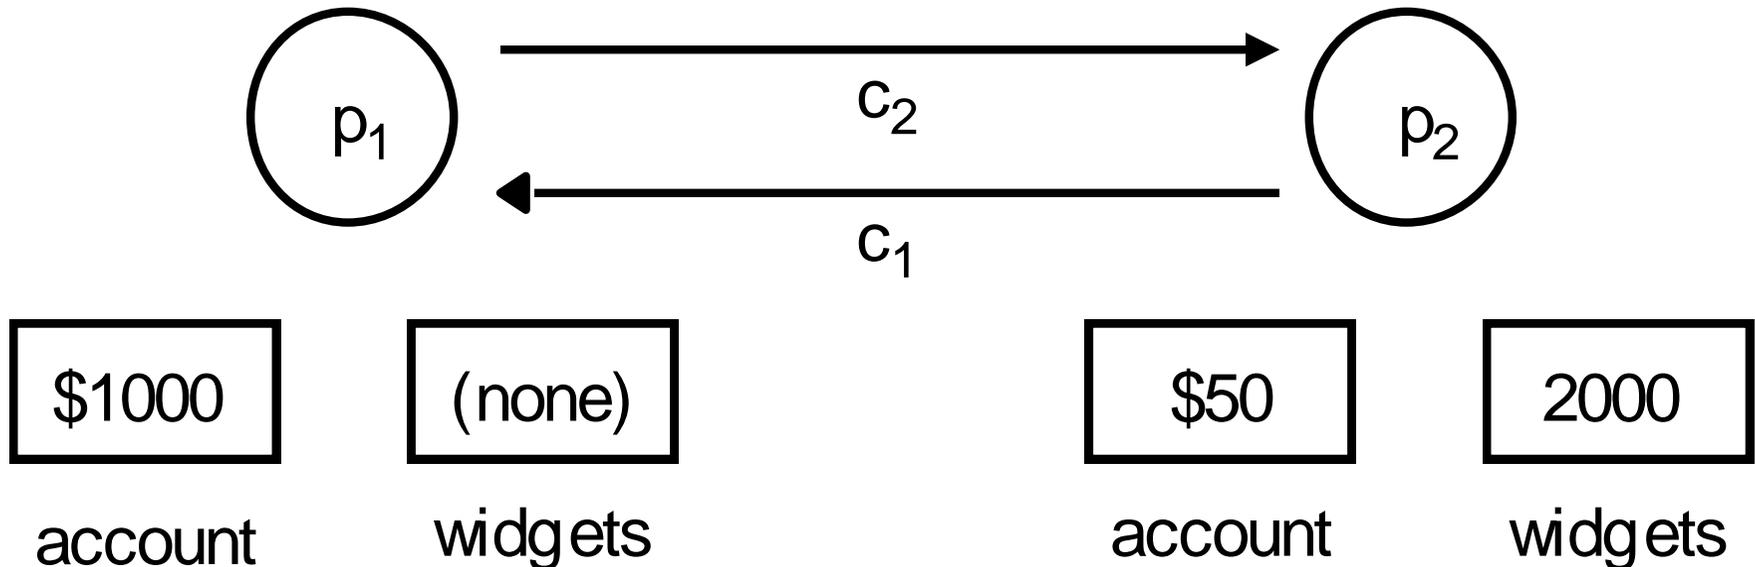 p1
c2
p2
c1
$1000
(none)
$50
2000
account
widgets
account
widgets